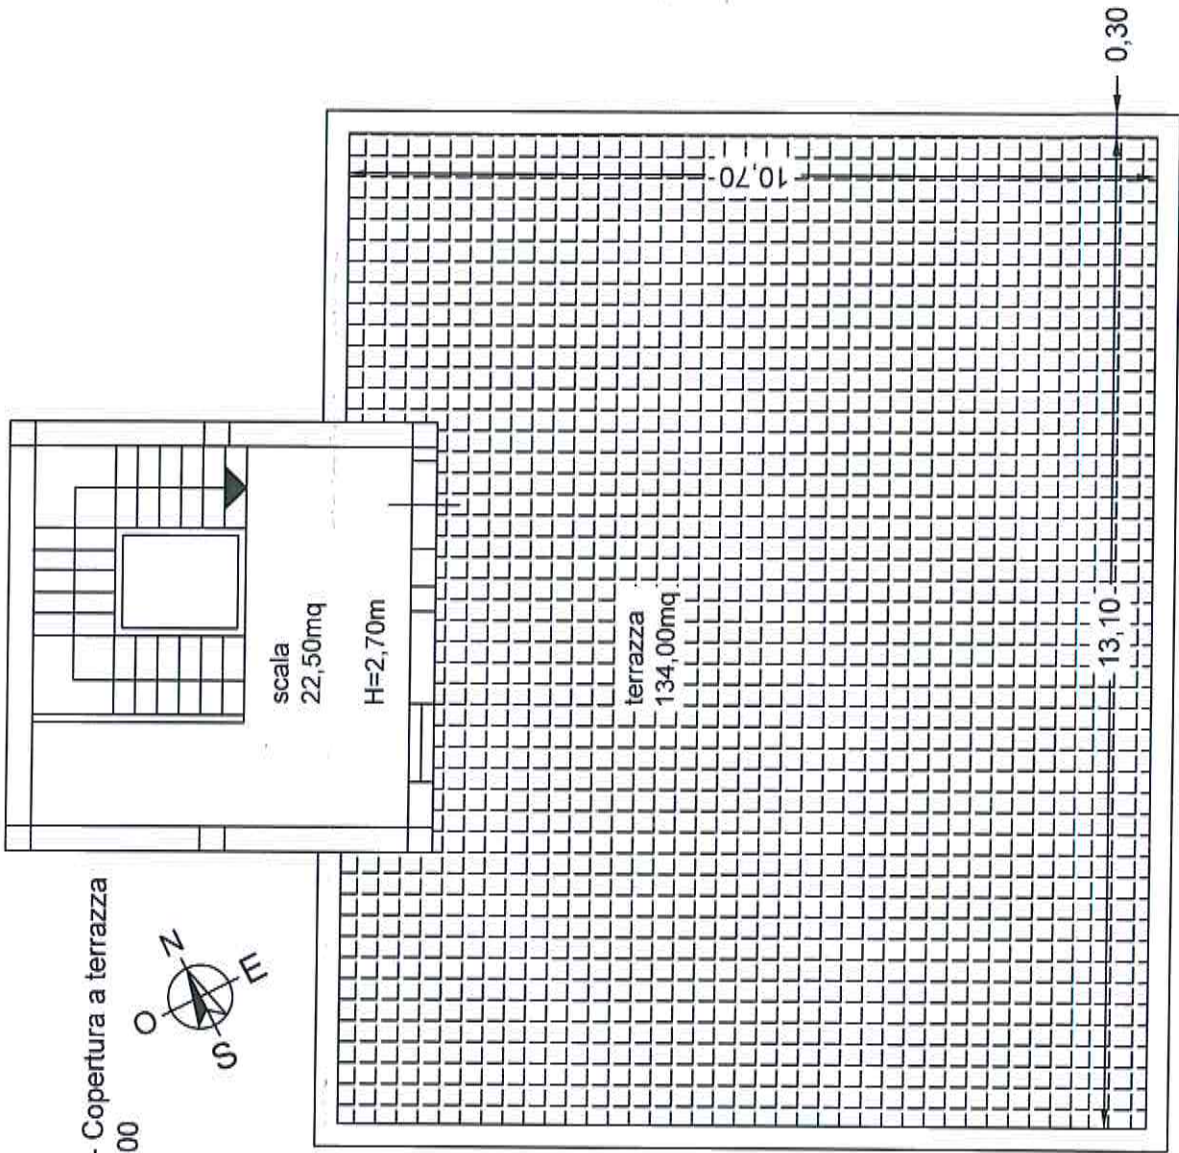 - Copertura a terrazza
00
N
O
E
S
scala
22,50mq
H=2,70m
terrazza
134,00mq
10,70
13,10
0,30